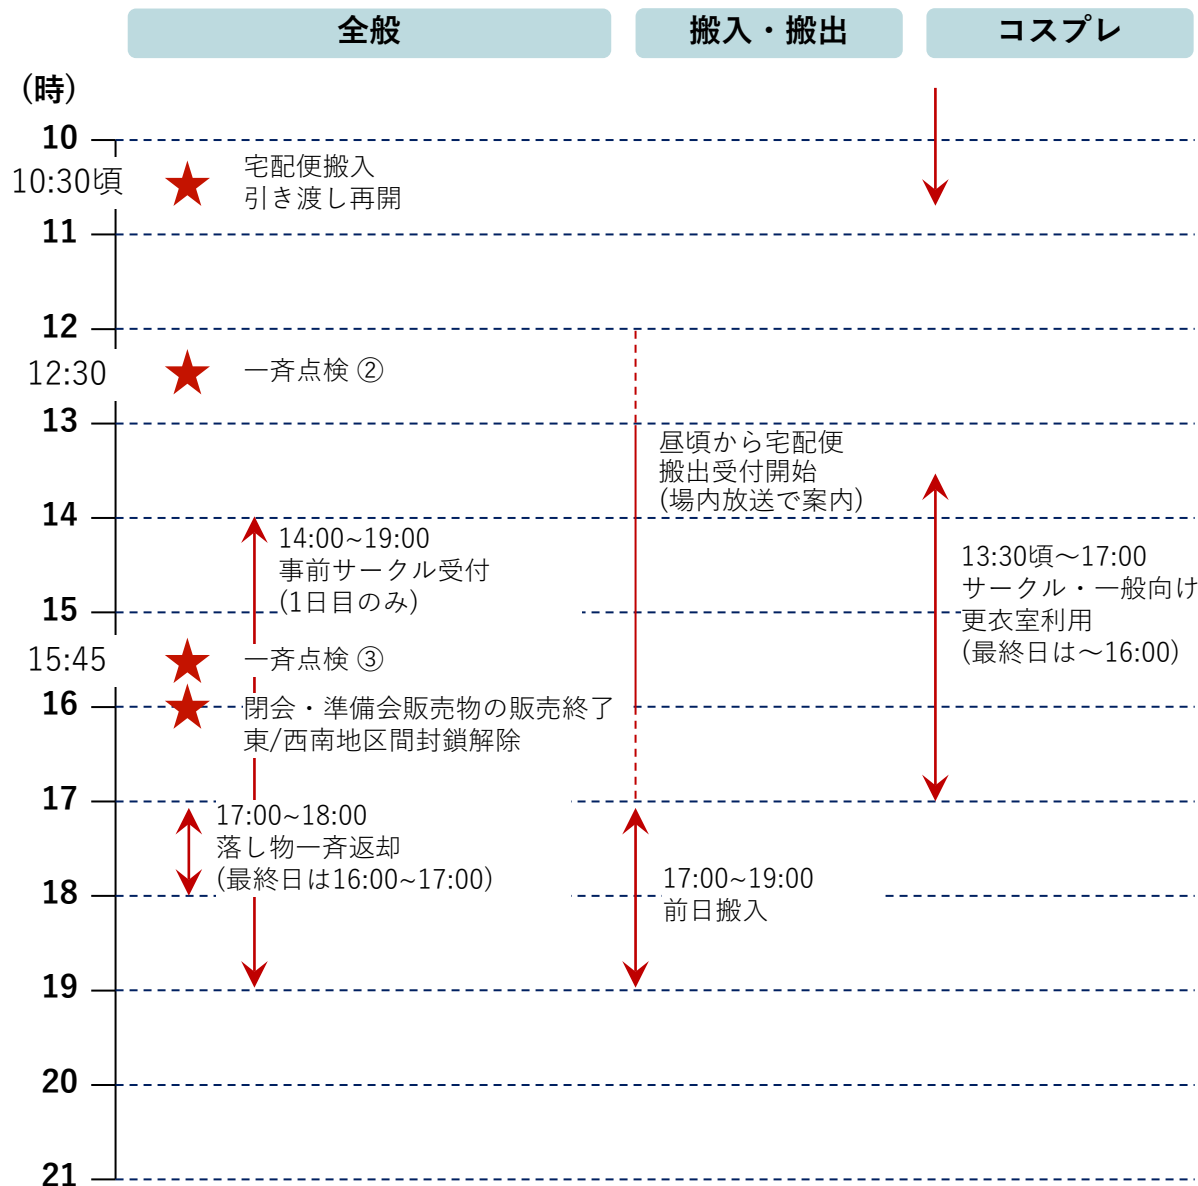 全般
搬入・搬出
コスプレ
(時)
10
10:30頃
宅配便搬入
引き渡し再開
11
12
12:30
一斉点検 ②
13
昼頃から宅配便
搬出受付開始
(場内放送で案内)
14
14:00~19:00
事前サークル受付
(1日目のみ)
13:30頃～17:00
サークル・一般向け
更衣室利用
(最終日は～16:00)
15
15:45
一斉点検 ③
16
閉会・準備会販売物の販売終了
東/西南地区間封鎖解除
17
17:00~18:00
落し物一斉返却
(最終日は16:00~17:00)
17:00~19:00
前日搬入
18
19
20
21